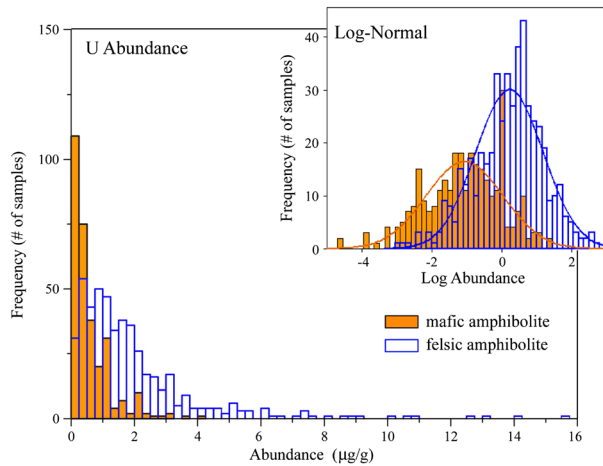 150
U Abundance
100
50
0
Frequency (# of samples)
0 2 4 6 8 10 12 14 16
Abundance (µg/g)
Log-Normal
40
30
20
10
0
Frequency (# of samples)
-4 -2 0 2
Log Abundance
mafic amphibolite
felsic amphibolite